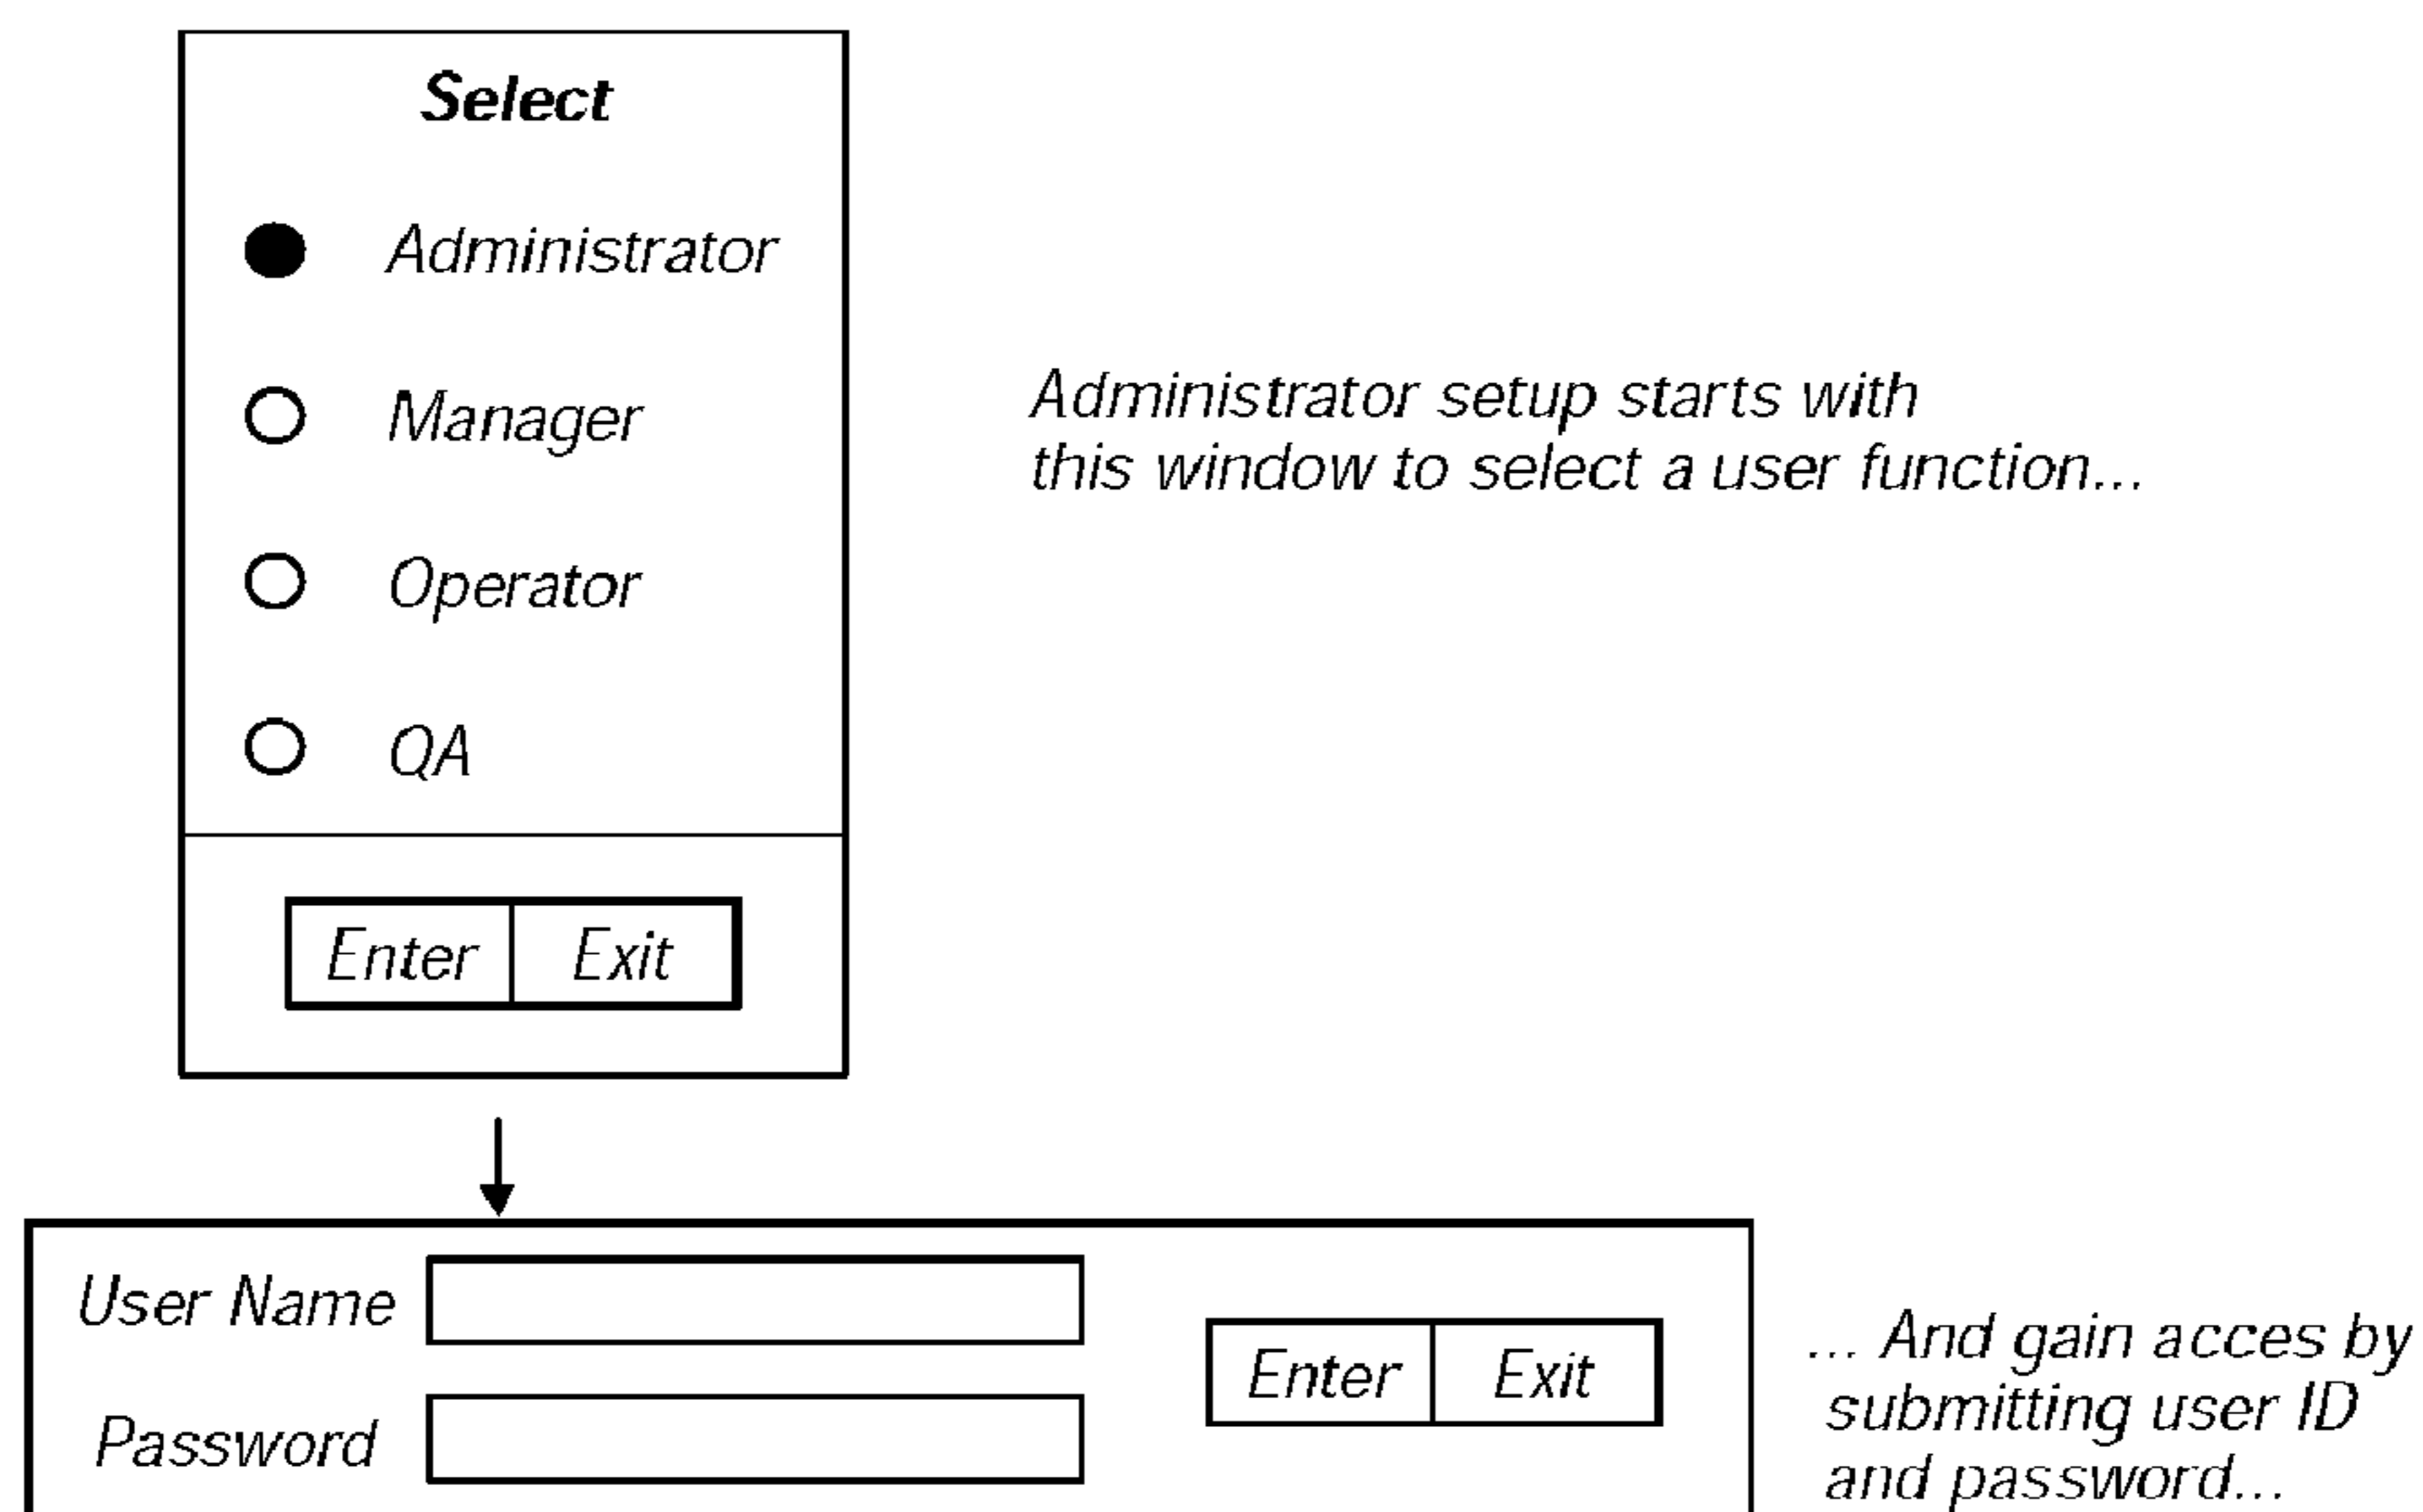 Select
Administrator
Manager
Operator
QA
Enter Exit
Administrator setup starts with
this window to select a user function...
User Name
Password
Enter Exit
... And gain acces by
submitting user ID
and password...